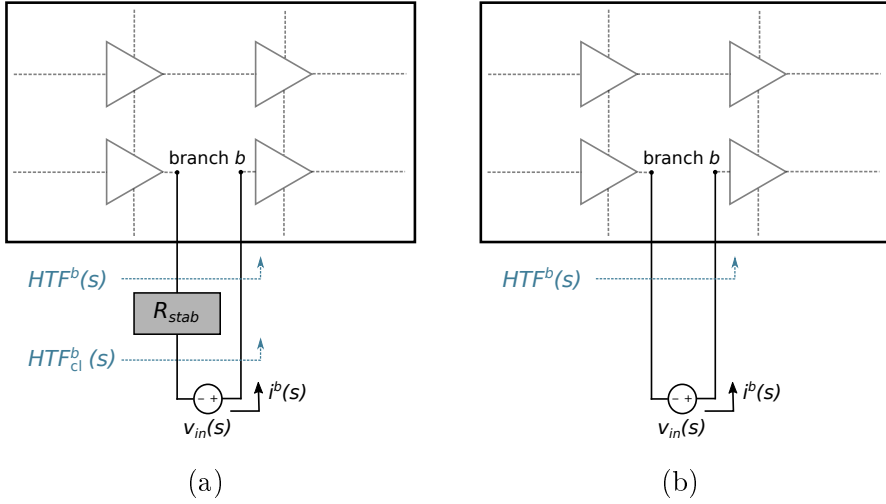 branch b
HTF^b(s)
R_stab
HTF^b_cl (s)
- +
i^b(s)
v_in(s)
(a)
branch b
HTF^b(s)
- +
i^b(s)
v_in(s)
(b)